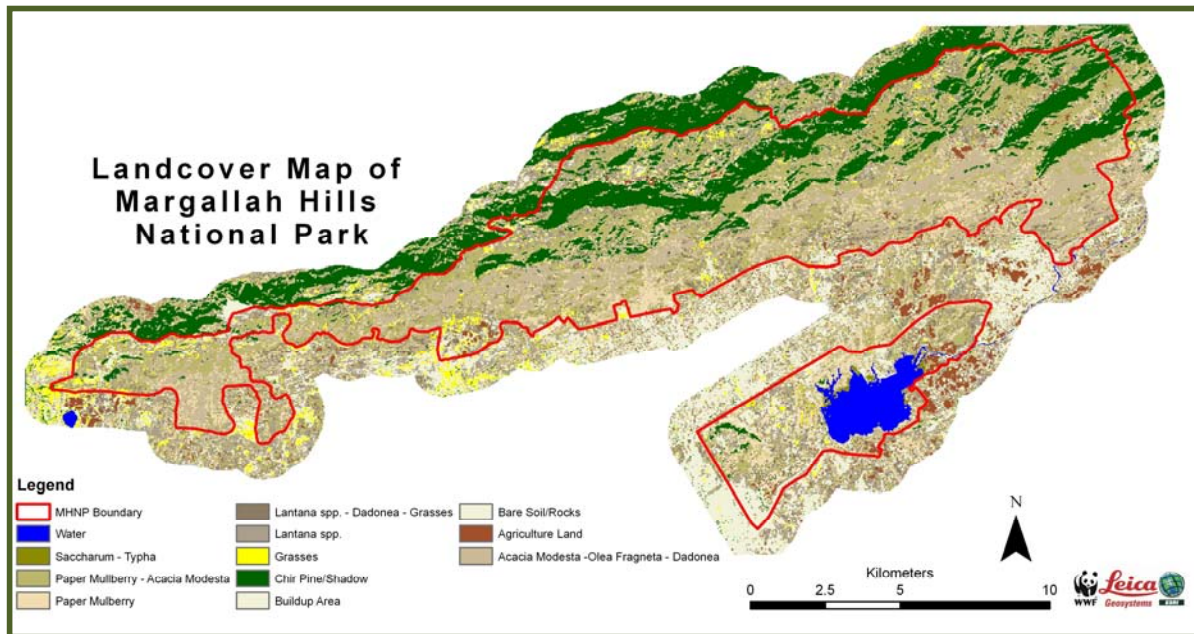 Landcover Map of
Margallah Hills
National Park
Legend
MHNP Boundary
Water
Saccharum - Typha
Paper Mullberry - Acacia Modesta
Paper Mulberry
Lantana spp. - Dadonea - Grasses
Lantana spp.
Grasses
Chir Pine/Shadow
Buildup Area
Bare Soil/Rocks
Agriculture Land
Acacia Modesta -Olea Fragneta - Dadonea
N
Kilometers
0 2.5 5 10
WWF
Leica
Geosystems
ESRI